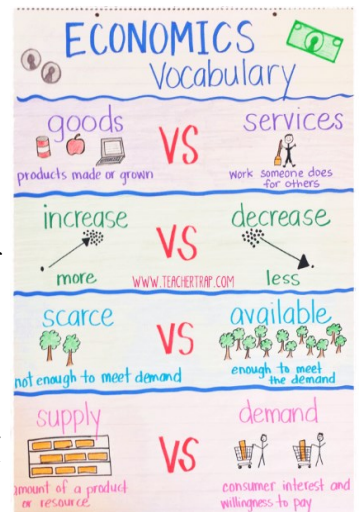 ECONOMICS
Vocabulary
goods VS services
products made or grown
work someone does
for others
increase VS decrease
more
WWW.TEACHERTRAP.COM
less
scarce VS available
not enough to meet demand
enough to meet
the demand
supply VS demand
amount of a product
or resource
consumer interest and
willingness to pay